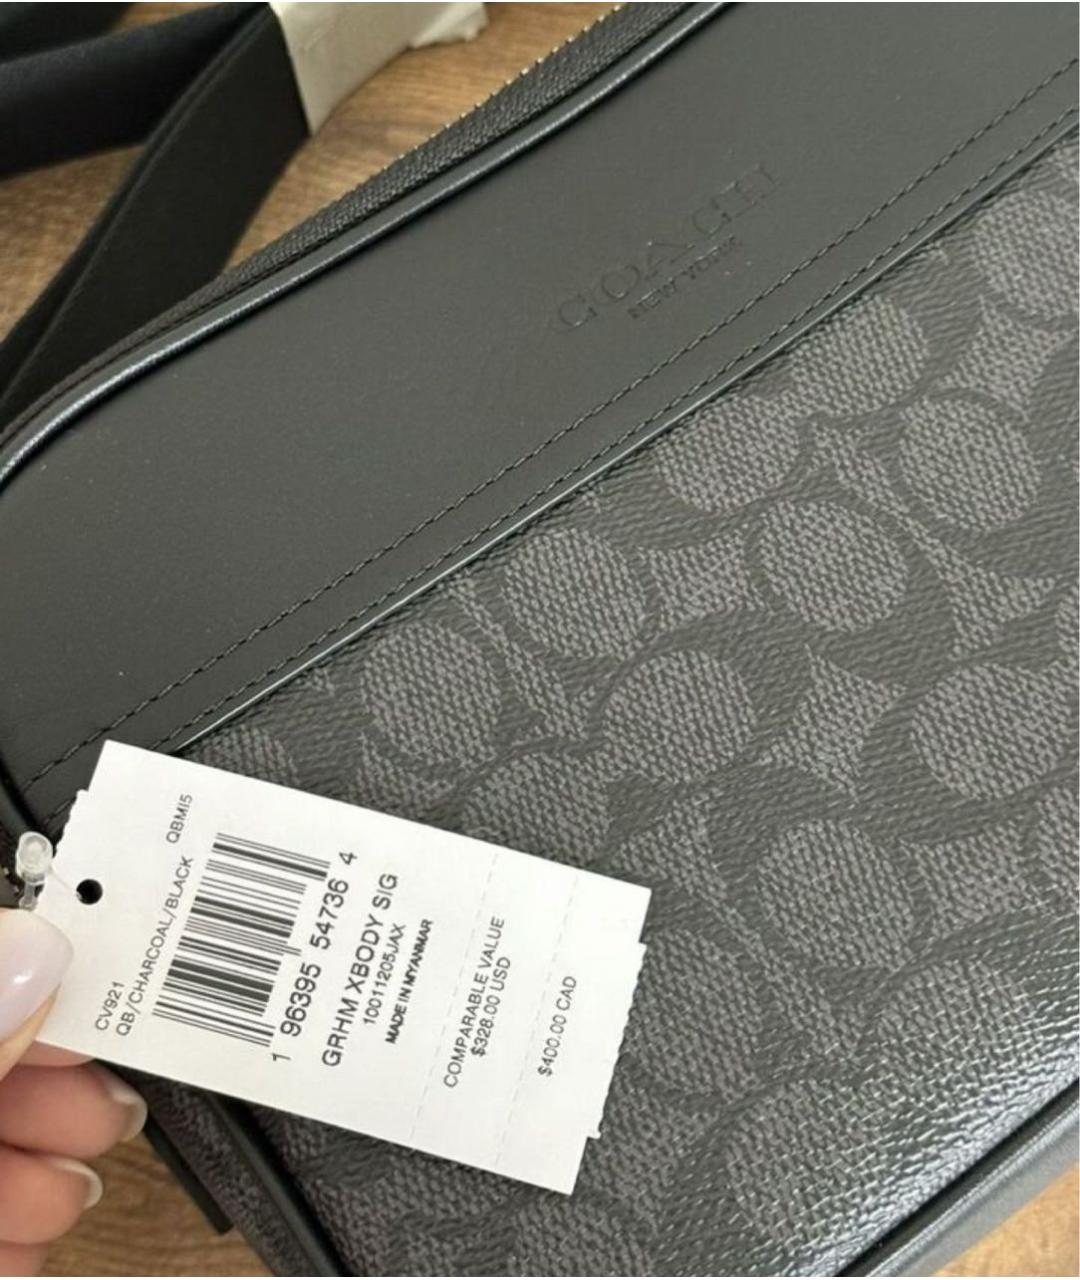 COACH
NEW YORK
CV921 QBMI5
QB/CHARCOAL/BLACK
1 96395 54736 4
GRHM XBODY SIG
10011205JAX
MADE IN MYANMAR
COMPARABLE VALUE
$328.00 USD
$400.00 CAD